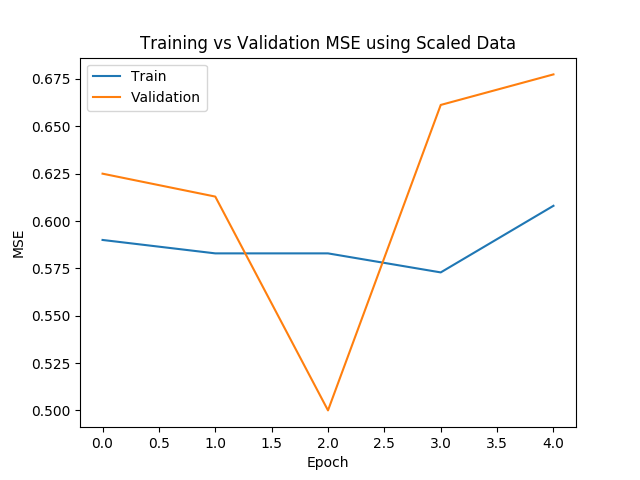 Training vs Validation MSE using Scaled Data
Train
Validation
0.675
0.650
0.625
0.600
0.575
0.550
0.525
0.500
MSE
0.0 0.5 1.0 1.5 2.0 2.5 3.0 3.5 4.0
Epoch